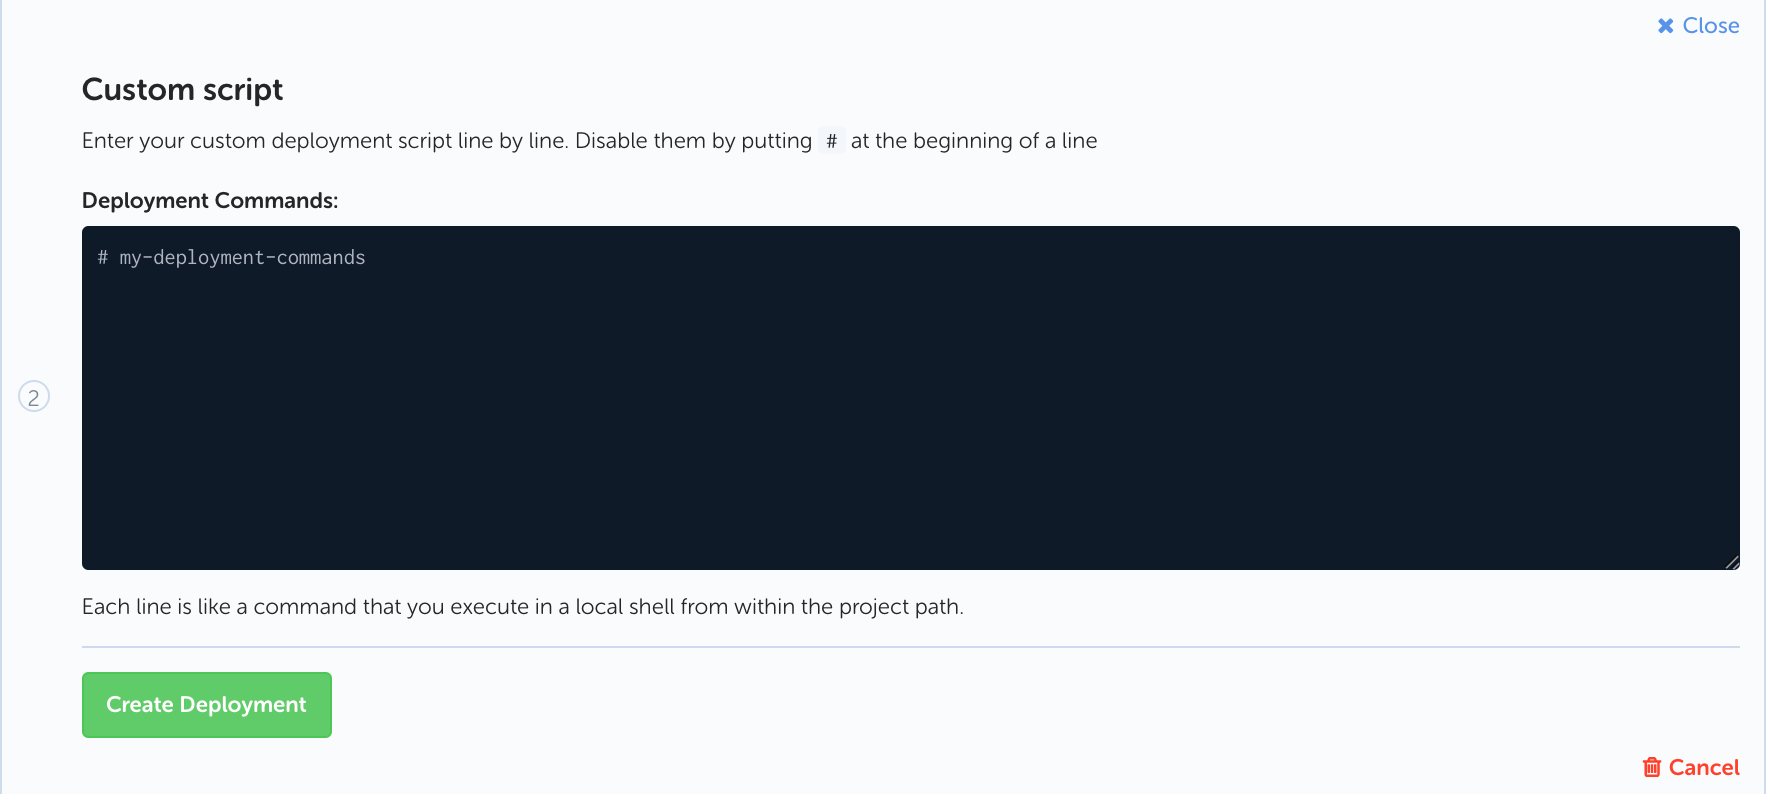 Close
Custom script
Enter your custom deployment script line by line. Disable them by putting # at the beginning of a line
Deployment Commands:
# my-deployment-commands
2
Each line is like a command that you execute in a local shell from within the project path.
Create Deployment
Cancel